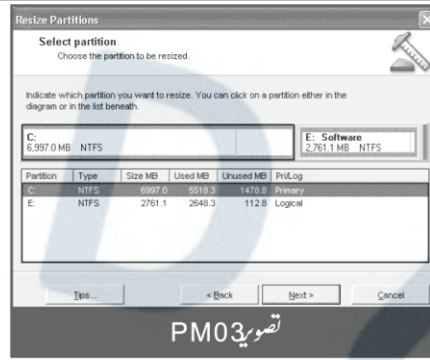 Resize Partitions
Select partition
Choose the partition to be resized.
Indicate which partition you want to resize. You can click on a partition either in the
diagram or in the list beneath.
C:
6,997.0 MB NTFS
E: Software
2,761.1 MB NTFS
Partition Type Size MB Used MB Unused MB Pri/Log
C: NTFS 6997.0 5518.3 1478.8 Primary
E: NTFS 2761.1 2648.3 112.8 Logical
Tips... < Back Next > Cancel
تصویر PM03